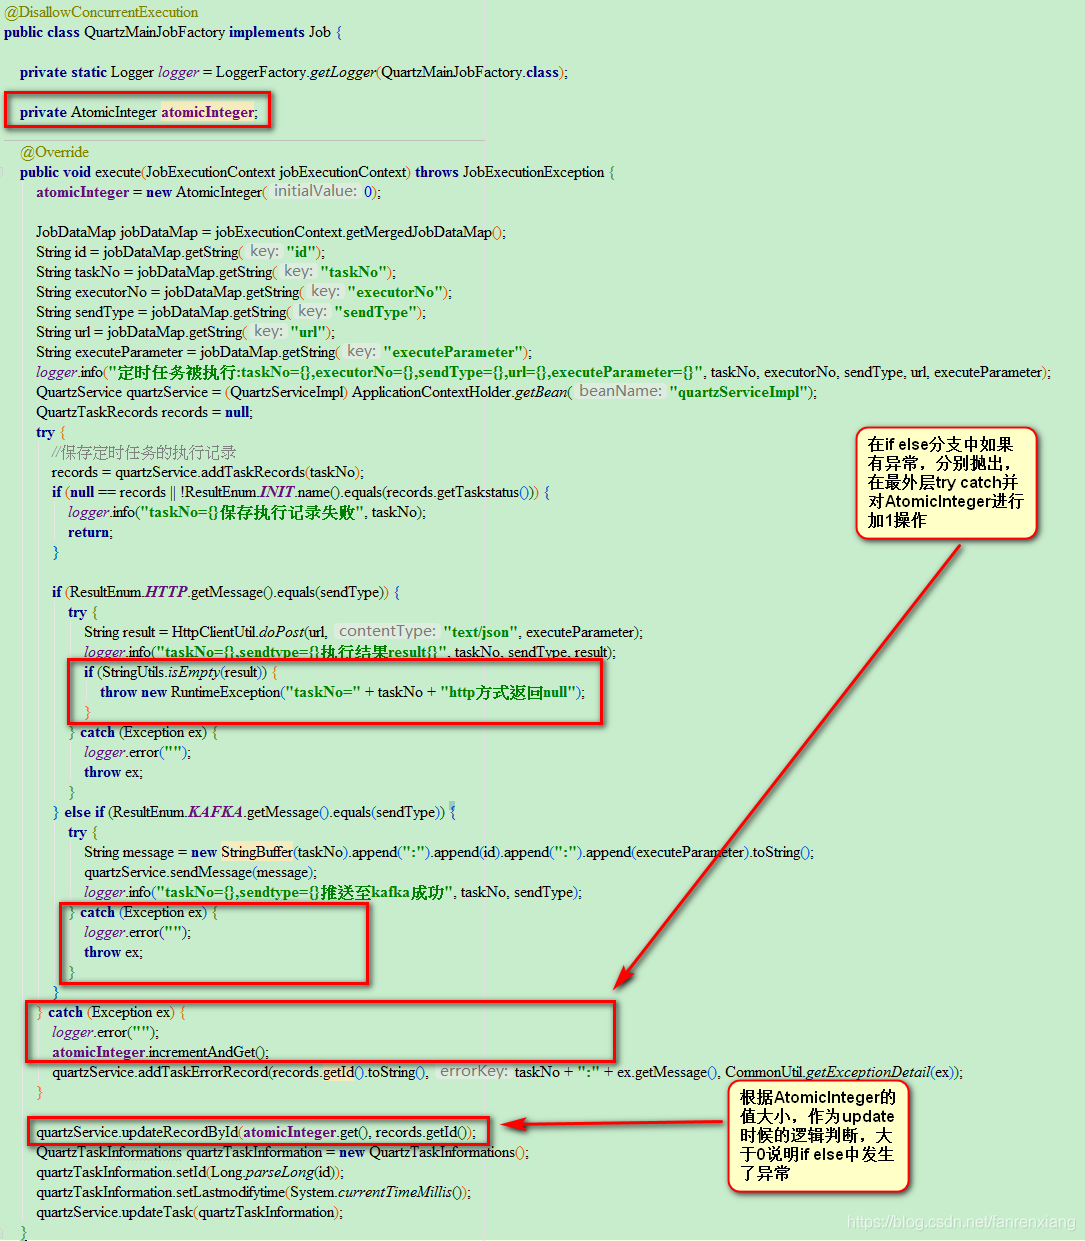 @DisallowConcurrentExecution
public class QuartzMainJobFactory implements Job {
private static Logger logger = LoggerFactory.getLogger(QuartzMainJobFactory.class);
private AtomicInteger atomicInteger;
@Override
public void execute(JobExecutionContext jobExecutionContext) throws JobExecutionException {
atomicInteger = new AtomicInteger( initialValue: 0);
JobDataMap jobDataMap = jobExecutionContext.getMergedJobDataMap();
String id = jobDataMap.getString( key: "id");
String taskNo = jobDataMap.getString( key: "taskNo");
String executorNo = jobDataMap.getString( key: "executorNo");
String sendType = jobDataMap.getString( key: "sendType");
String url = jobDataMap.getString( key: "url");
String executeParameter = jobDataMap.getString( key: "executeParameter");
logger.info("定时任务被执行:taskNo={},executorNo={},sendType={},url={},executeParameter={}", taskNo, executorNo, sendType, url, executeParameter);
QuartzService quartzService = (QuartzServiceImpl) ApplicationContextHolder.getBean( beanName: "quartzServiceImpl");
QuartzTaskRecords records = null;
try {
//保存定时任务的执行记录
records = quartzService.addTaskRecords(taskNo);
if (null == records || !ResultEnum.INIT.name().equals(records.getTaskstatus())) {
logger.info("taskNo={}保存执行记录失败", taskNo);
return;
}
if (ResultEnum.HTTP.getMessage().equals(sendType)) {
try {
String result = HttpClientUtil.doPost(url, contentType: "text/json", executeParameter);
logger.info("taskNo={},sendtype={}执行结果result{}", taskNo, sendType, result);
if (StringUtils.isEmpty(result)) {
throw new RuntimeException("taskNo=" + taskNo + "http方式返回null");
}
} catch (Exception ex) {
logger.error("");
throw ex;
}
} else if (ResultEnum.KAFKA.getMessage().equals(sendType)) {
try {
String message = new StringBuffer(taskNo).append(":").append(id).append(":").append(executeParameter).toString();
quartzService.sendMessage(message);
logger.info("taskNo={},sendtype={}推送至kafka成功", taskNo, sendType);
} catch (Exception ex) {
logger.error("");
throw ex;
}
}
} catch (Exception ex) {
logger.error("");
atomicInteger.incrementAndGet();
quartzService.addTaskErrorRecord(records.getId().toString(), errorKey: taskNo + ":" + ex.getMessage(), CommonUtil.getExceptionDetail(ex));
}
quartzService.updateRecordById(atomicInteger.get(), records.getId());
QuartzTaskInformations quartzTaskInformation = new QuartzTaskInformations();
quartzTaskInformation.setId(Long.parseLong(id));
quartzTaskInformation.setLastmodifytime(System.currentTimeMillis());
quartzService.updateTask(quartzTaskInformation);
}
在if else分支中如果
有异常，分别抛出，
在最外层try catch并
对AtomicInteger进行
加1操作
根据AtomicInteger的
值大小，作为update
时候的逻辑判断，大
于0说明if else中发生
了异常
https://blog.csdn.net/fanrenxiang